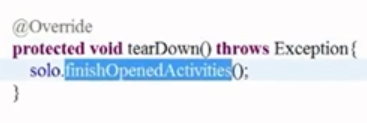 @Override
protected void tearDown() throws Exception{
solo.finishOpenedActivities();
}